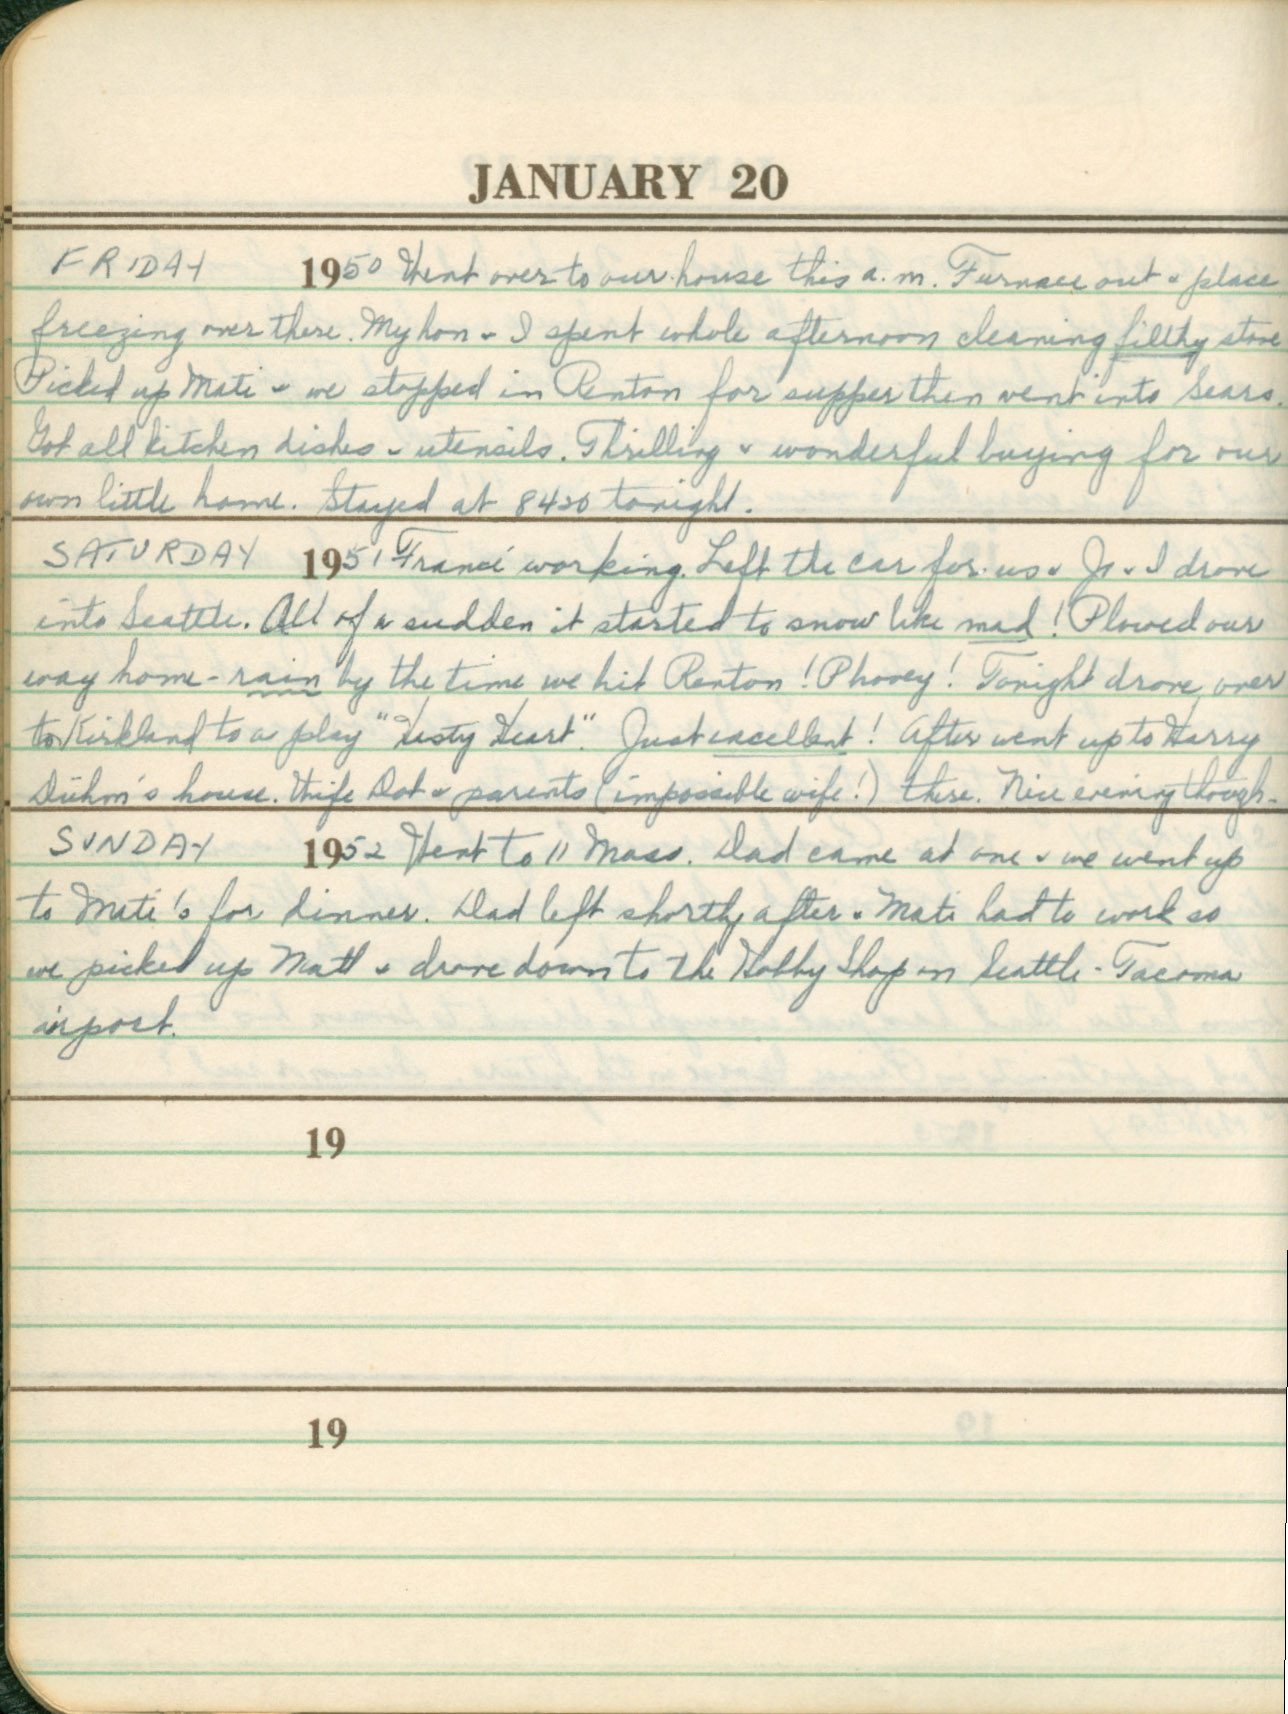 JANUARY 20
FRIDAY 1950 Went over to our house this a.m. Furnace out & place
freezing over there. My hon & I spent whole afternoon cleaning filthy stove
Picked up Mati & we stopped in Renton for supper then went into Sears.
Got all kitchen dishes & utensils. Thrilling & wonderful buying for our
own little home. Stayed at 8420 tonight.
SATURDAY 1951 Franci working. Left the car for us & Jo & I drove
into Seattle. All of a sudden it started to snow like mad! Plowed our
way home - rain by the time we hit Renton! Phooey! Tonight drove over
to Kirkland to a play "Hasty Heart". Just excellent! After went up to Harry
house. Wife Dot & parents (impossible wife!) there. Nice evening though.
SUNDAY 1952 Went to 11 Mass. Dad came at one & we went up
to Mati's for dinner. Dad left shortly after & Mati had to work so
we picked up Matt & drove down to the Hobby Shop on Seattle-Tacoma
airport.
19
19